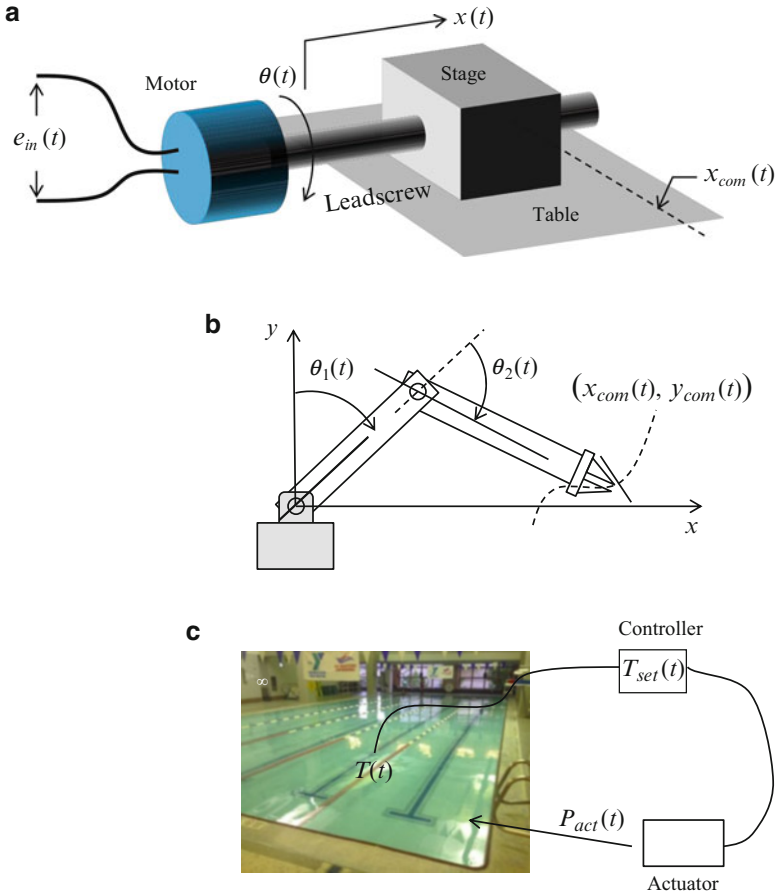 a
x(t)
Motor
θ(t)
Stage
e_in(t)
Leadscrew
x_com(t)
Table
b
y
θ₁(t)
θ₂(t)
(x_com(t), y_com(t))
x
c
Controller
T_set(t)
∞
T(t)
P_act(t)
Actuator